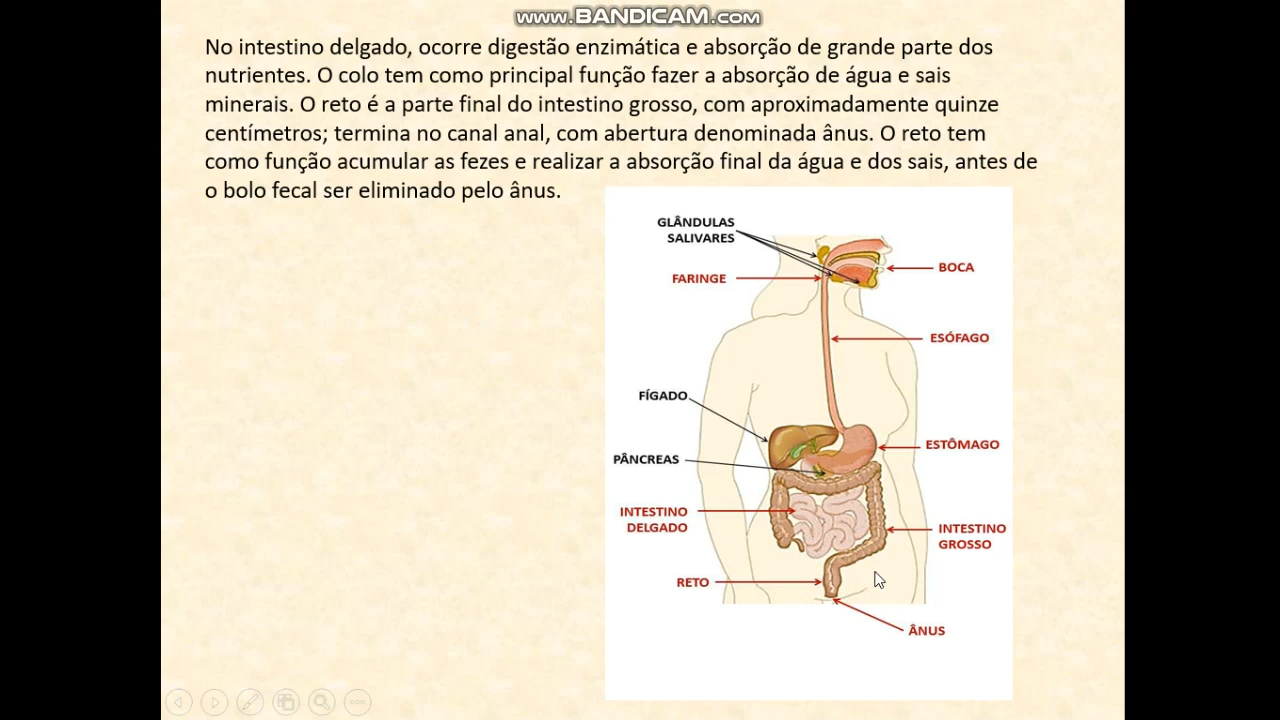 www.BANDICAM.com
No intestino delgado, ocorre digestão enzimática e absorção de grande parte dos
nutrientes. O colo tem como principal função fazer a absorção de água e sais
minerais. O reto é a parte final do intestino grosso, com aproximadamente quinze
centímetros; termina no canal anal, com abertura denominada ânus. O reto tem
como função acumular as fezes e realizar a absorção final da água e dos sais, antes de
o bolo fecal ser eliminado pelo ânus.
GLÂNDULAS
SALIVARES
BOCA
FARINGE
ESÓFAGO
FÍGADO
ESTÔMAGO
PÂNCREAS
INTESTINO
DELGADO
INTESTINO
GROSSO
RETO
ÂNUS